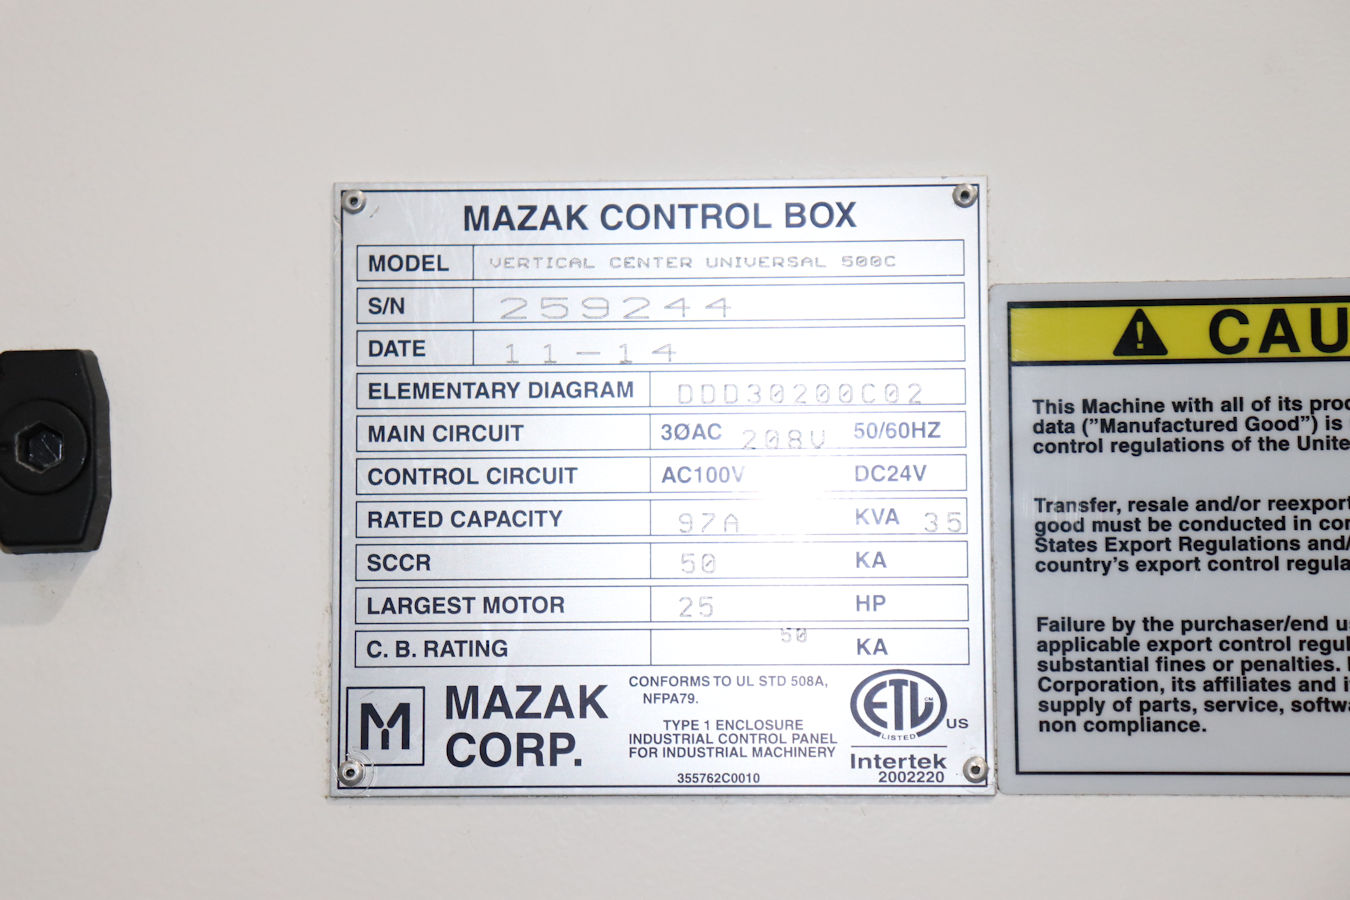 MAZAK CONTROL BOX
MODEL VERTICAL CENTER UNIVERSAL 500C
S/N 259244
DATE 11-14
ELEMENTARY DIAGRAM DDD30200C02
MAIN CIRCUIT 3ØAC 208V 50/60HZ
CONTROL CIRCUIT AC100V DC24V
RATED CAPACITY 97A KVA 35
SCCR 50 KA
LARGEST MOTOR 25 HP
C. B. RATING 50 KA
MAZAK
CORP.
CONFORMS TO UL STD 508A,
NFPA79.
TYPE 1 ENCLOSURE
INDUSTRIAL CONTROL PANEL
FOR INDUSTRIAL MACHINERY
355762C0010
ETL CM
LISTED US
Intertek
2002220
CAU
This Machine with all of its
data ("Manufactured Good") is
control regulations of the
Transfer, resale and/or reexport
good must be conducted in
States Export Regulations and/
country's export control
Failure by the purchaser/end
applicable export control
substantial fines or penalties.
Corporation, its affiliates and
supply of parts, service,
non compliance.